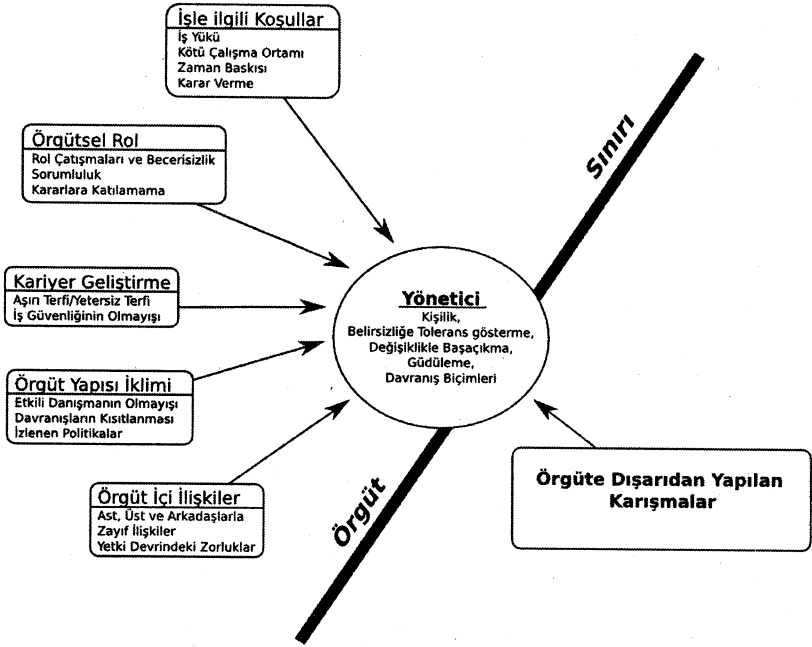 İşle ilgili Koşullar
İş Yükü
Kötü Çalışma Ortamı
Zaman Baskısı
Karar Verme
Örgütsel Rol
Rol Çatışmaları ve Becerisizlik
Sorumluluk
Kararlara Katılamama
Kariyer Geliştirme
Aşırı Terfi/Yetersiz Terfi
İş Güvenliğinin Olmayışı
Örgüt Yapısı İklimi
Etkili Danışmanın Olmayışı
Davranışların Kısıtlanması
İzlenen Politikalar
Örgüt İçi İlişkiler
Ast, Üst ve Arkadaşlarla
Zayıf İlişkiler
Yetki Devrindeki Zorluklar
Yönetici
Kişilik,
Belirsizliğe Tolerans gösterme,
Değişiklikle Başaçıkma,
Güdüleme,
Davranış Biçimleri
Örgüt
Sınırı
Örgüte Dışarıdan Yapılan
Karışmalar